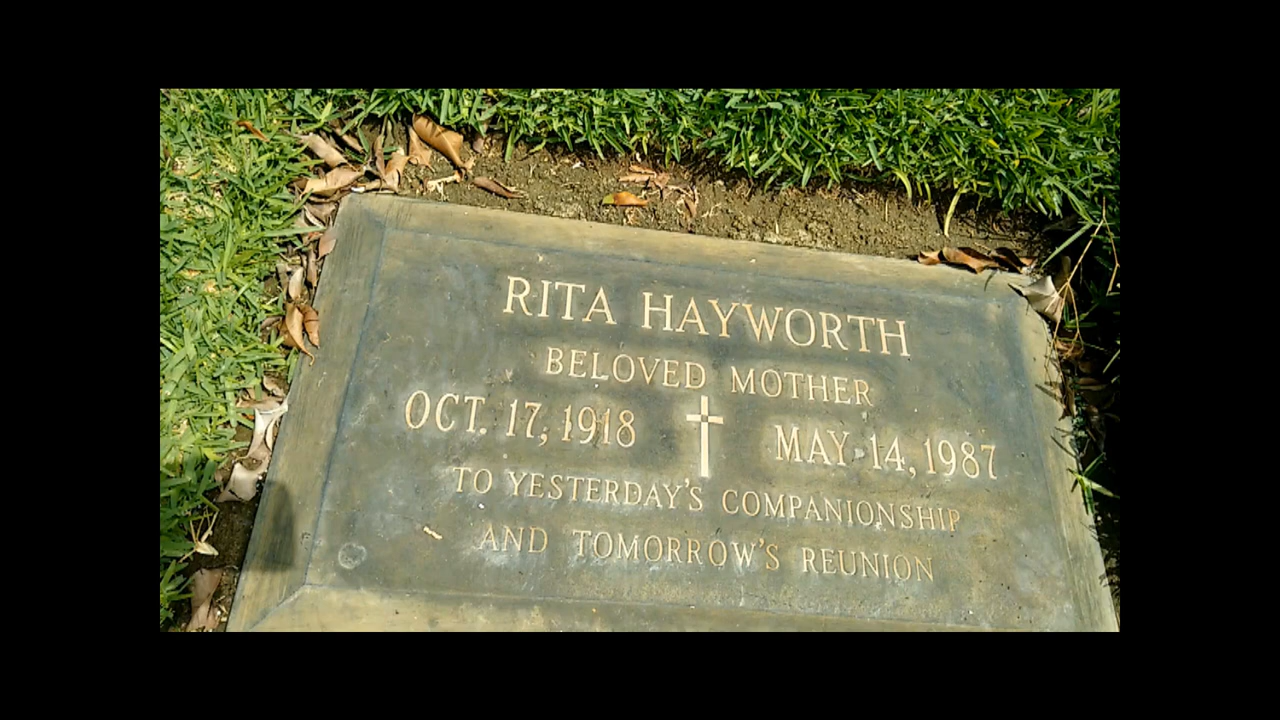 RITA HAYWORTH
BELOVED MOTHER
OCT. 17, 1918 MAY 14, 1987
TO YESTERDAY'S COMPANIONSHIP
AND TOMORROW'S REUNION